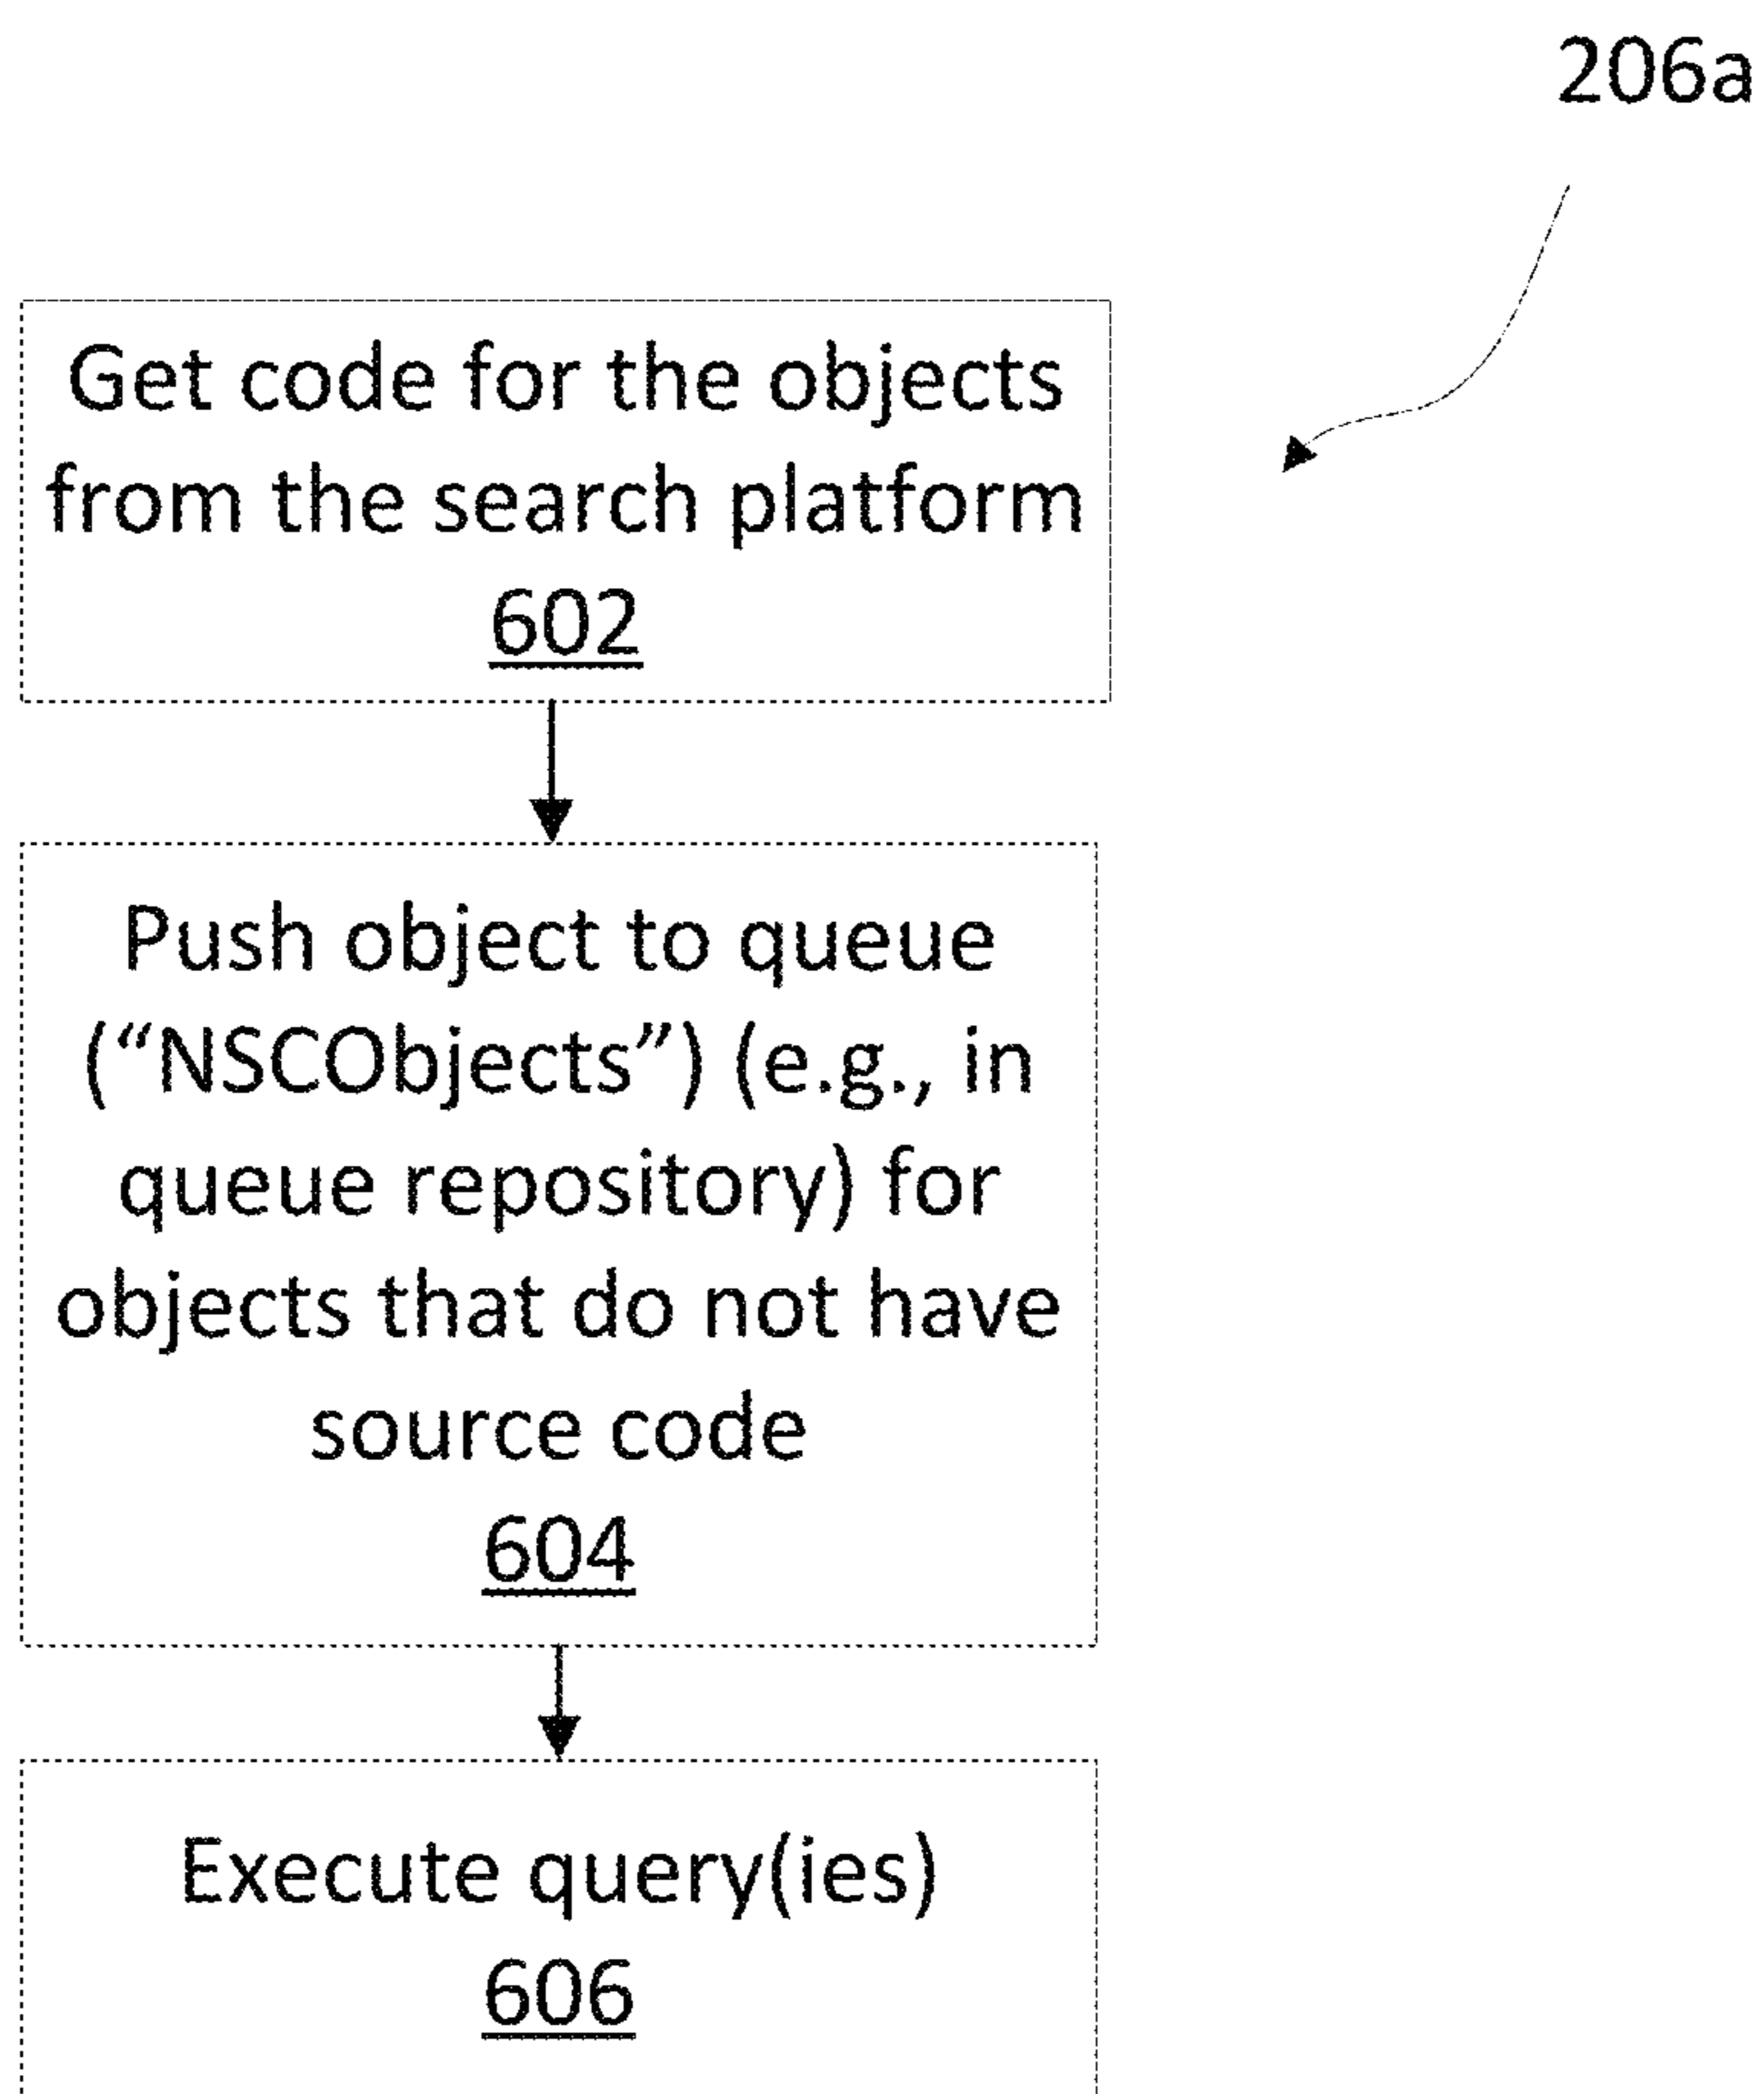 206a
Get code for the objects
from the search platform
602
Push object to queue
(“NSCObjects”) (e.g., in
queue repository) for
objects that do not have
source code
604
Execute query(ies)
606